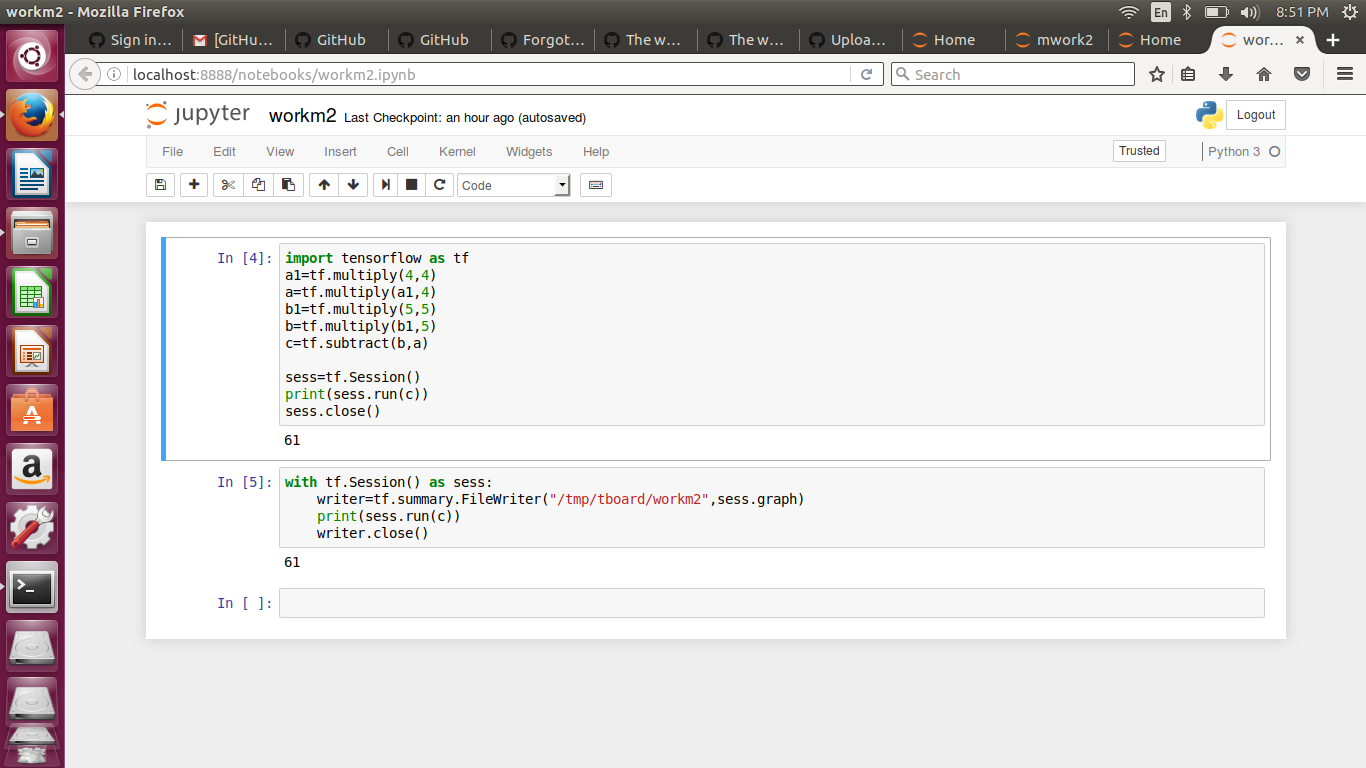 workm2 - Mozilla Firefox
En
8:51 PM
Sign in...
[GitHu...
GitHub
GitHub
Forgot...
The w...
The w...
Uploa...
Home
mwork2
Home
wor...
localhost:8888/notebooks/workm2.ipynb
Search
jupyter
workm2 Last Checkpoint: an hour ago (autosaved)
Logout
File Edit View Insert Cell Kernel Widgets Help
Trusted
Python 3
Code
In [4]:
import tensorflow as tf
a1=tf.multiply(4,4)
a=tf.multiply(a1,4)
b1=tf.multiply(5,5)
b=tf.multiply(b1,5)
c=tf.subtract(b,a)
sess=tf.Session()
print(sess.run(c))
sess.close()
61
In [5]:
with tf.Session() as sess:
    writer=tf.summary.FileWriter("/tmp/tboard/workm2",sess.graph)
    print(sess.run(c))
    writer.close()
61
In [ ]: